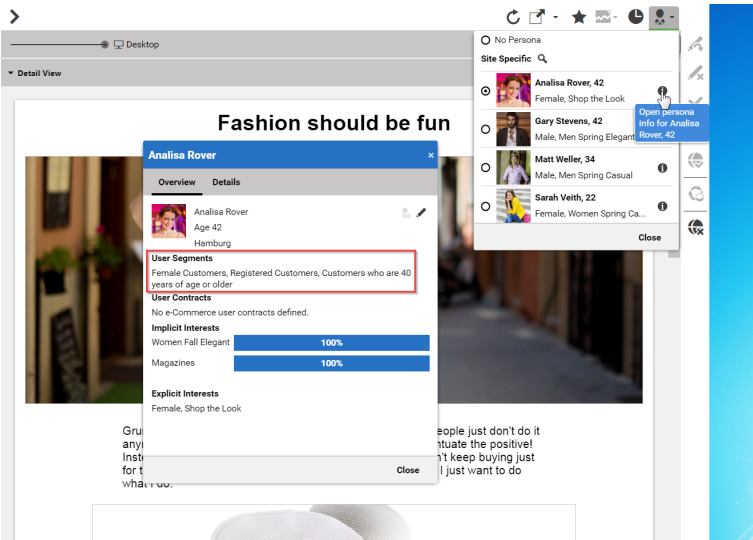 Desktop
Detail View
Fashion should be fun
No Persona
Site Specific
Analisa Rover, 42
Female, Shop the Look
Open persona
info for Analisa
Rover, 42
Gary Stevens, 42
Male, Men Spring Elegant
Matt Weller, 34
Male, Men Spring Casual
Sarah Veith, 22
Female, Women Spring Ca...
Close
Analisa Rover
×
Overview Details
Analisa Rover
Age 42
Hamburg
User Segments
Female Customers, Registered Customers, Customers who are 40
years of age or older
User Contracts
No e-Commerce user contracts defined.
Implicit Interests
Women Fall Elegant 100%
Magazines 100%
Explicit Interests
Female, Shop the Look
Close
eople just don't do it
ntuate the positive!
keep buying just
for I just want to do
what I do.